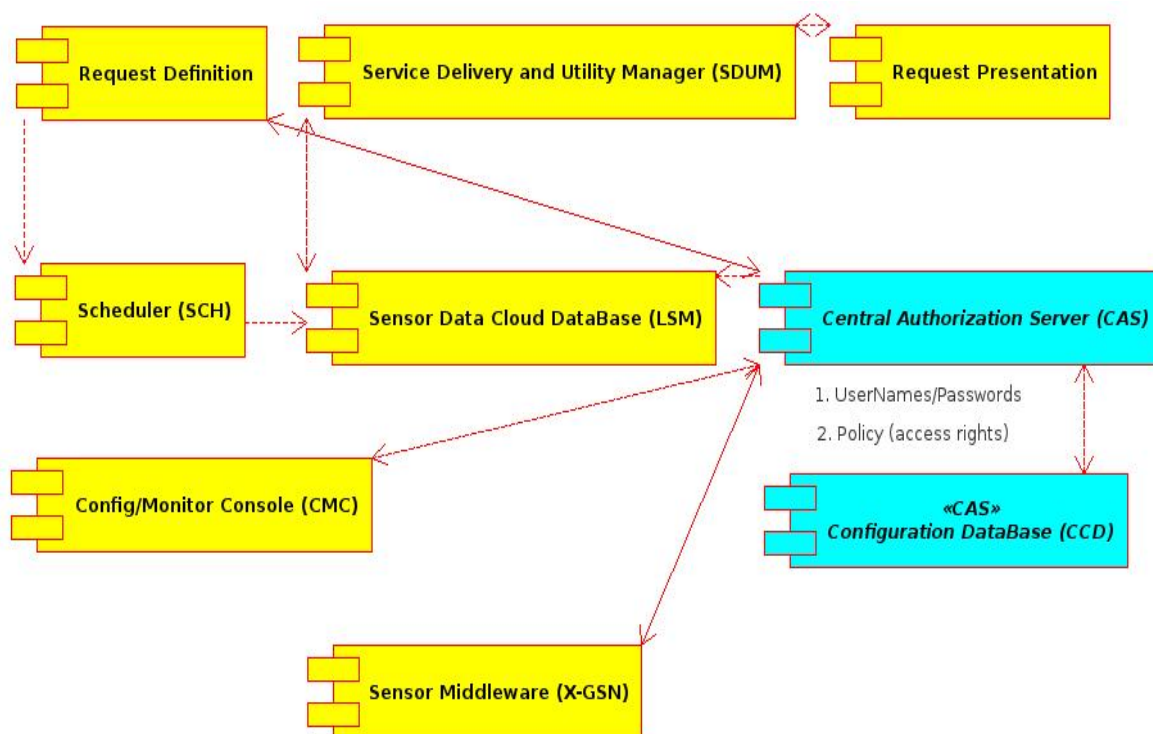 Request Definition
Service Delivery and Utility Manager (SDUM)
Request Presentation
Scheduler (SCH)
Sensor Data Cloud DataBase (LSM)
Central Authorization Server (CAS)
1. UserNames/Passwords
2. Policy (access rights)
Config/Monitor Console (CMC)
«CAS»
Configuration DataBase (CCD)
Sensor Middleware (X-GSN)